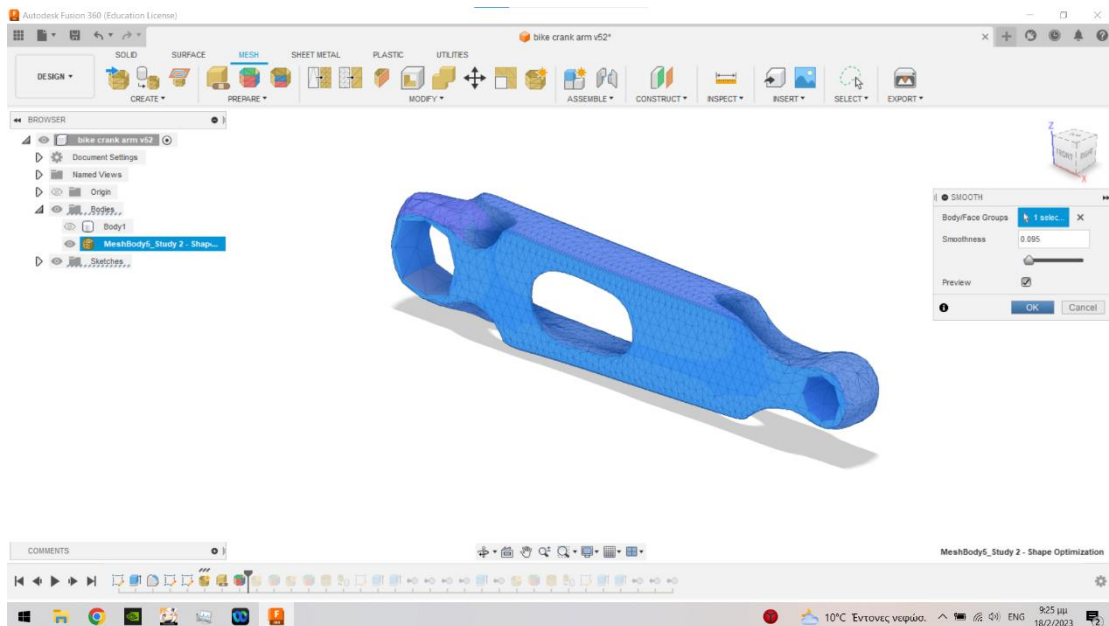 Autodesk Fusion 360 (Education License)
bike crank arm v52*
SOLID SURFACE MESH SHEET METAL PLASTIC UTILITIES
DESIGN
CREATE PREPARE MODIFY ASSEMBLE CONSTRUCT INSPECT INSERT SELECT EXPORT
BROWSER
bike crank arm v52
Document Settings
Named Views
Origin
Bodies
Body1
MeshBody5_Study 2 - Shap...
Sketches
Z
FRONT RIGHT
X
SMOOTH
Body/Face Groups 1 selec...
Smoothness 0.095
Preview
OK Cancel
COMMENTS
MeshBody5_Study 2 - Shape Optimization
10°C Έντονες νεφώσ. ENG 9:25 μμ
18/2/2023